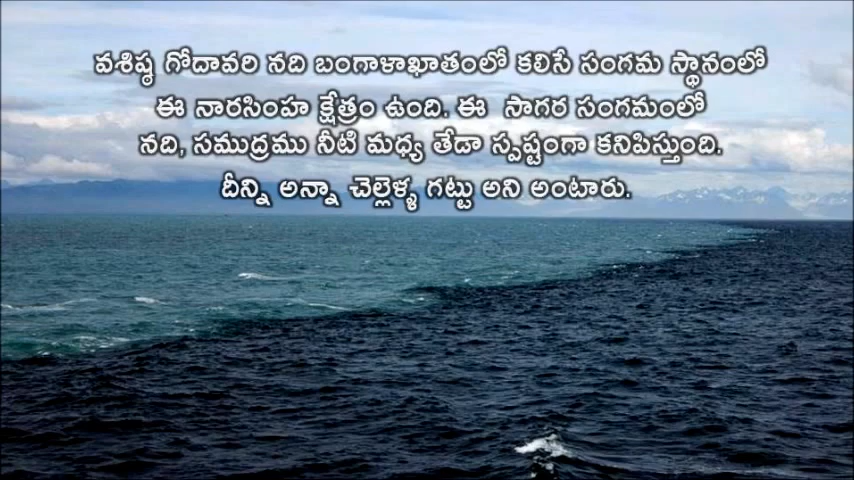 వశిష్ఠ గోదావరి నది బంగాళాఖాతంలో కలిసే సంగమ స్థానంలో
ఈ నారసింహ క్షేత్రం ఉంది. ఈ సాగర సంగమంలో
నది, సముద్రము నీటి మధ్య తేడా స్పష్టంగా కనిపిస్తుంది.
దీన్ని అన్నా చెల్లెళ్ళ గట్టు అని అంటారు.